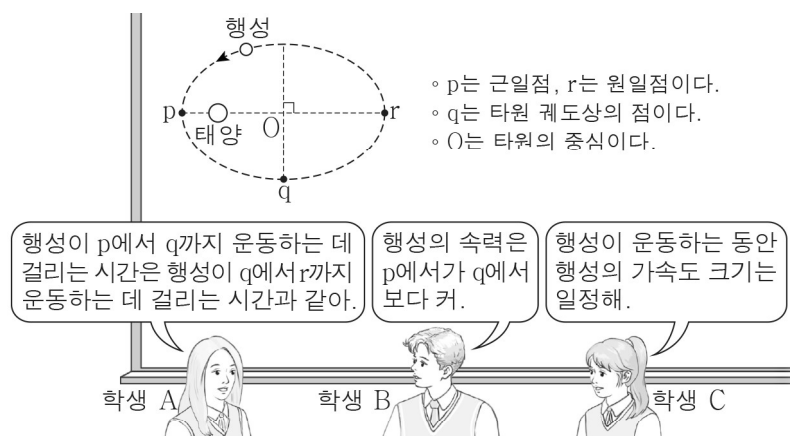 행성
p
태양
O
r
q
◦ p는 근일점, r는 원일점이다.
◦ q는 타원 궤도상의 점이다.
◦ O는 타원의 중심이다.
행성이 p에서 q까지 운동하는 데
걸리는 시간은 행성이 q에서 r까지
운동하는 데 걸리는 시간과 같아.
행성의 속력은
p에서가 q에서
보다 커.
행성이 운동하는 동안
행성의 가속도 크기는
일정해.
학생 A
학생 B
학생 C